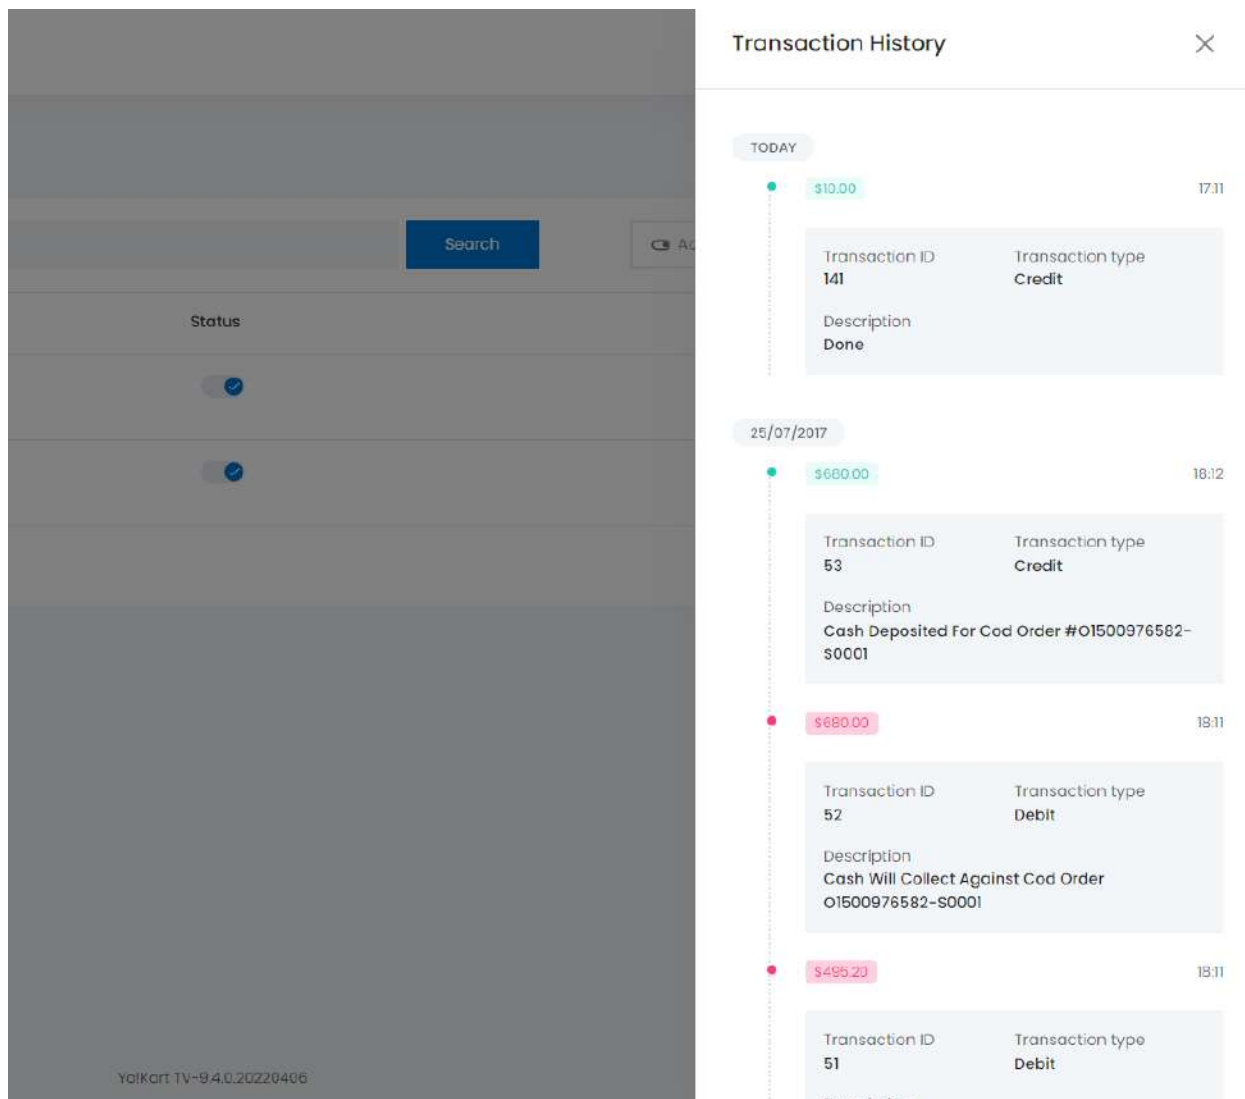 Transaction History
TODAY
$10.00
17:11
Transaction ID
Transaction type
141
Credit
Description
Done
25/07/2017
$680.00
18:12
Transaction ID
Transaction type
53
Credit
Description
Cash Deposited For Cod Order #O1500976582-
S0001
$680.00
18:11
Transaction ID
Transaction type
52
Debit
Description
Cash Will Collect Against Cod Order
O1500976582-S0001
$495.20
18:11
Transaction ID
Transaction type
51
Debit
Search
Status
Yo!Kart TV-9.4.0.20220406